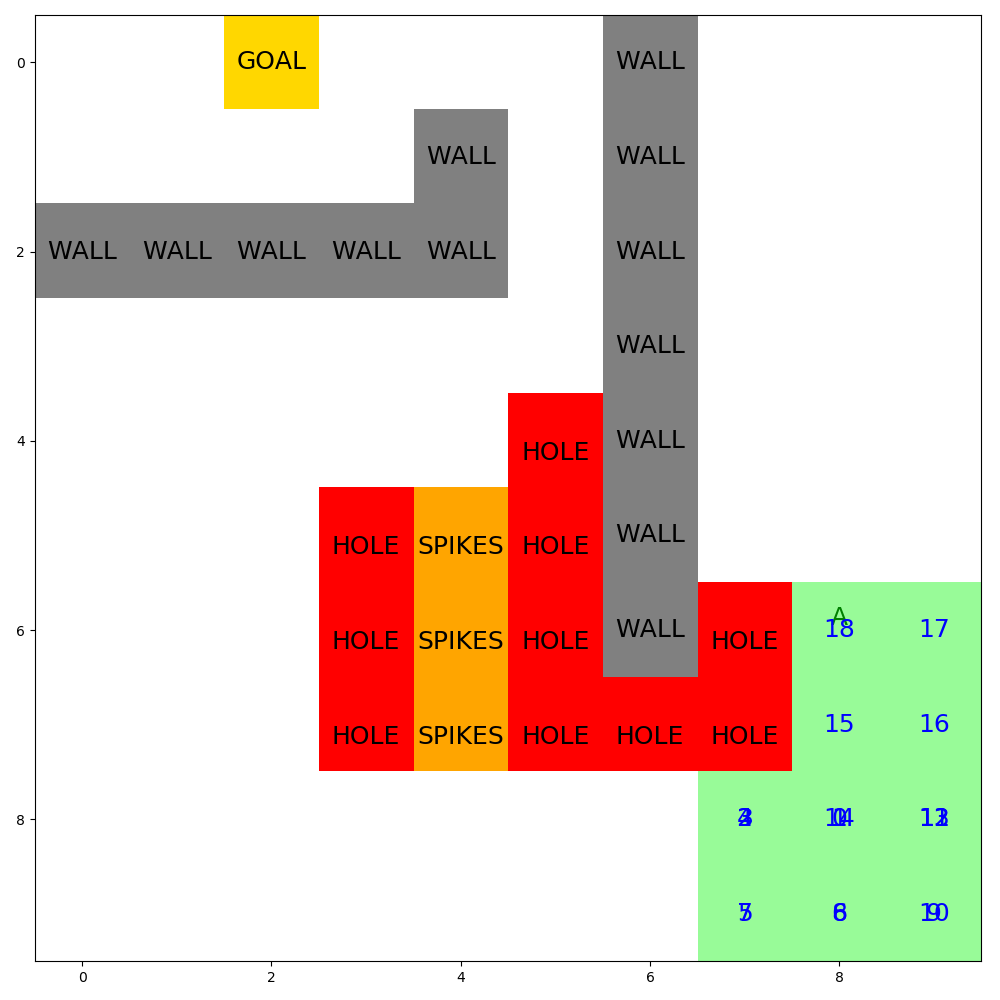 GOAL WALL
0
WALL WALL
2 WALL WALL WALL WALL WALL WALL
WALL
HOLE WALL
4
HOLE SPIKES HOLE WALL
^
6 HOLE SPIKES HOLE WALL HOLE 18 17
HOLE SPIKES HOLE HOLE HOLE 15 16
8
10
0 2 4 6 8